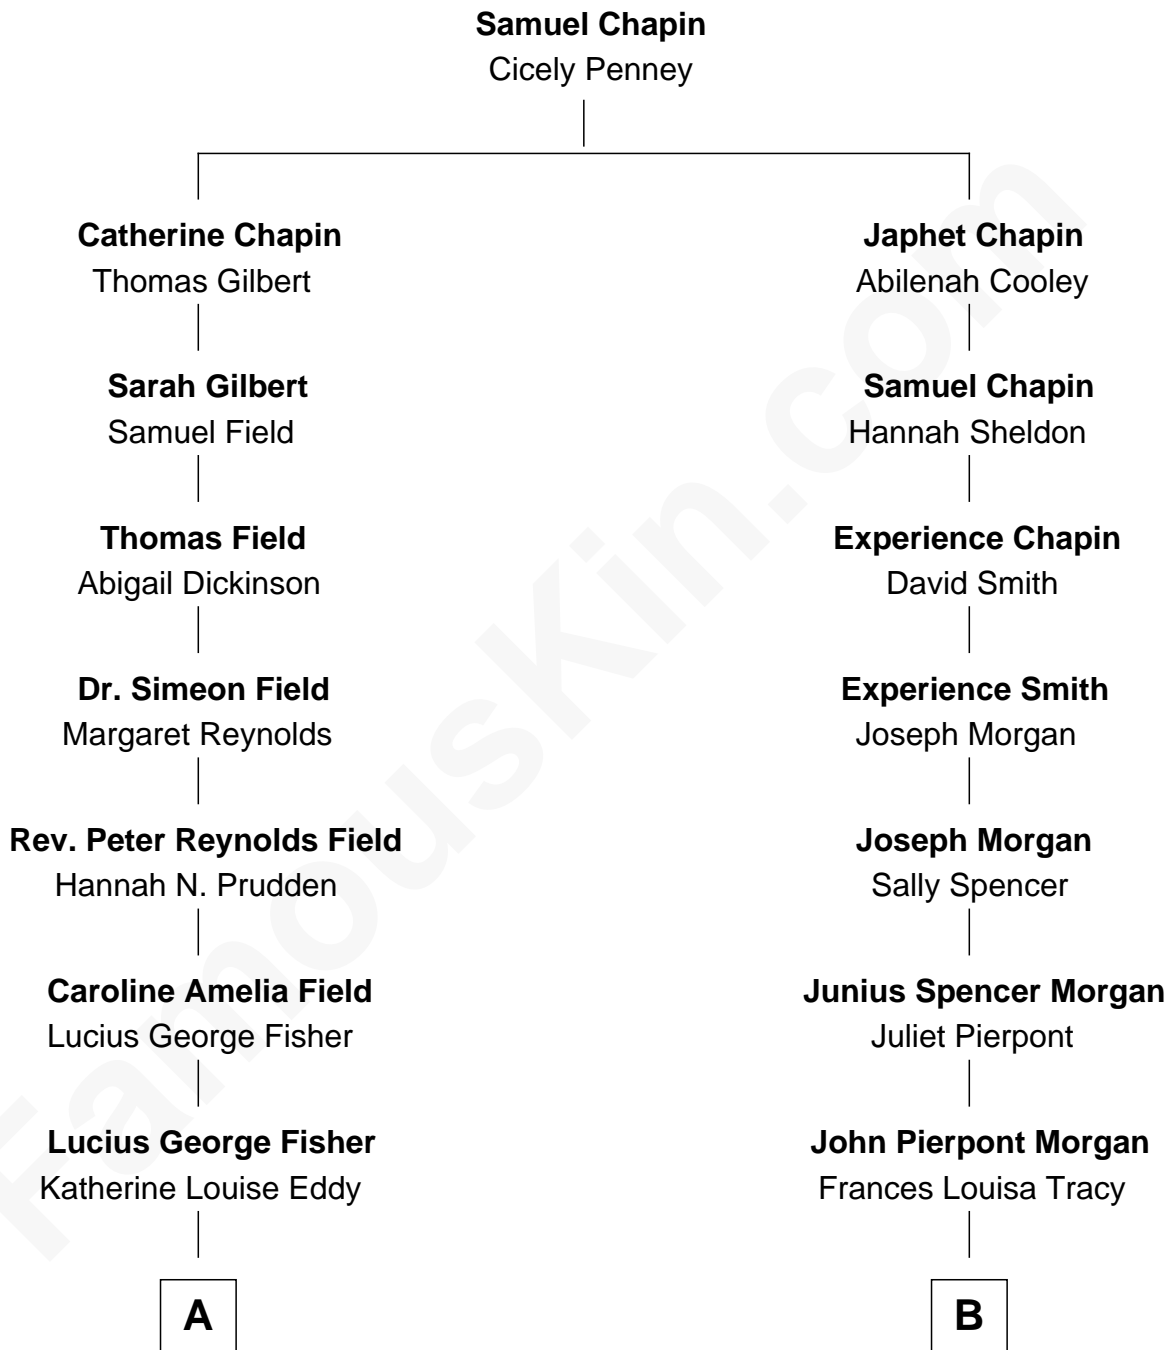 Samuel Chapin
Cicely Penney
Catherine Chapin
Thomas Gilbert
Japhet Chapin
Abilenah Cooley
Sarah Gilbert
Samuel Field
Samuel Chapin
Hannah Sheldon
Thomas Field
Abigail Dickinson
Experience Chapin
David Smith
Dr. Simeon Field
Margaret Reynolds
Experience Smith
Joseph Morgan
Rev. Peter Reynolds Field
Hannah N. Prudden
Joseph Morgan
Sally Spencer
Caroline Amelia Field
Lucius George Fisher
Junius Spencer Morgan
Juliet Pierpont
Lucius George Fisher
Katherine Louise Eddy
John Pierpont Morgan
Frances Louisa Tracy
A
B
FamousKin.com